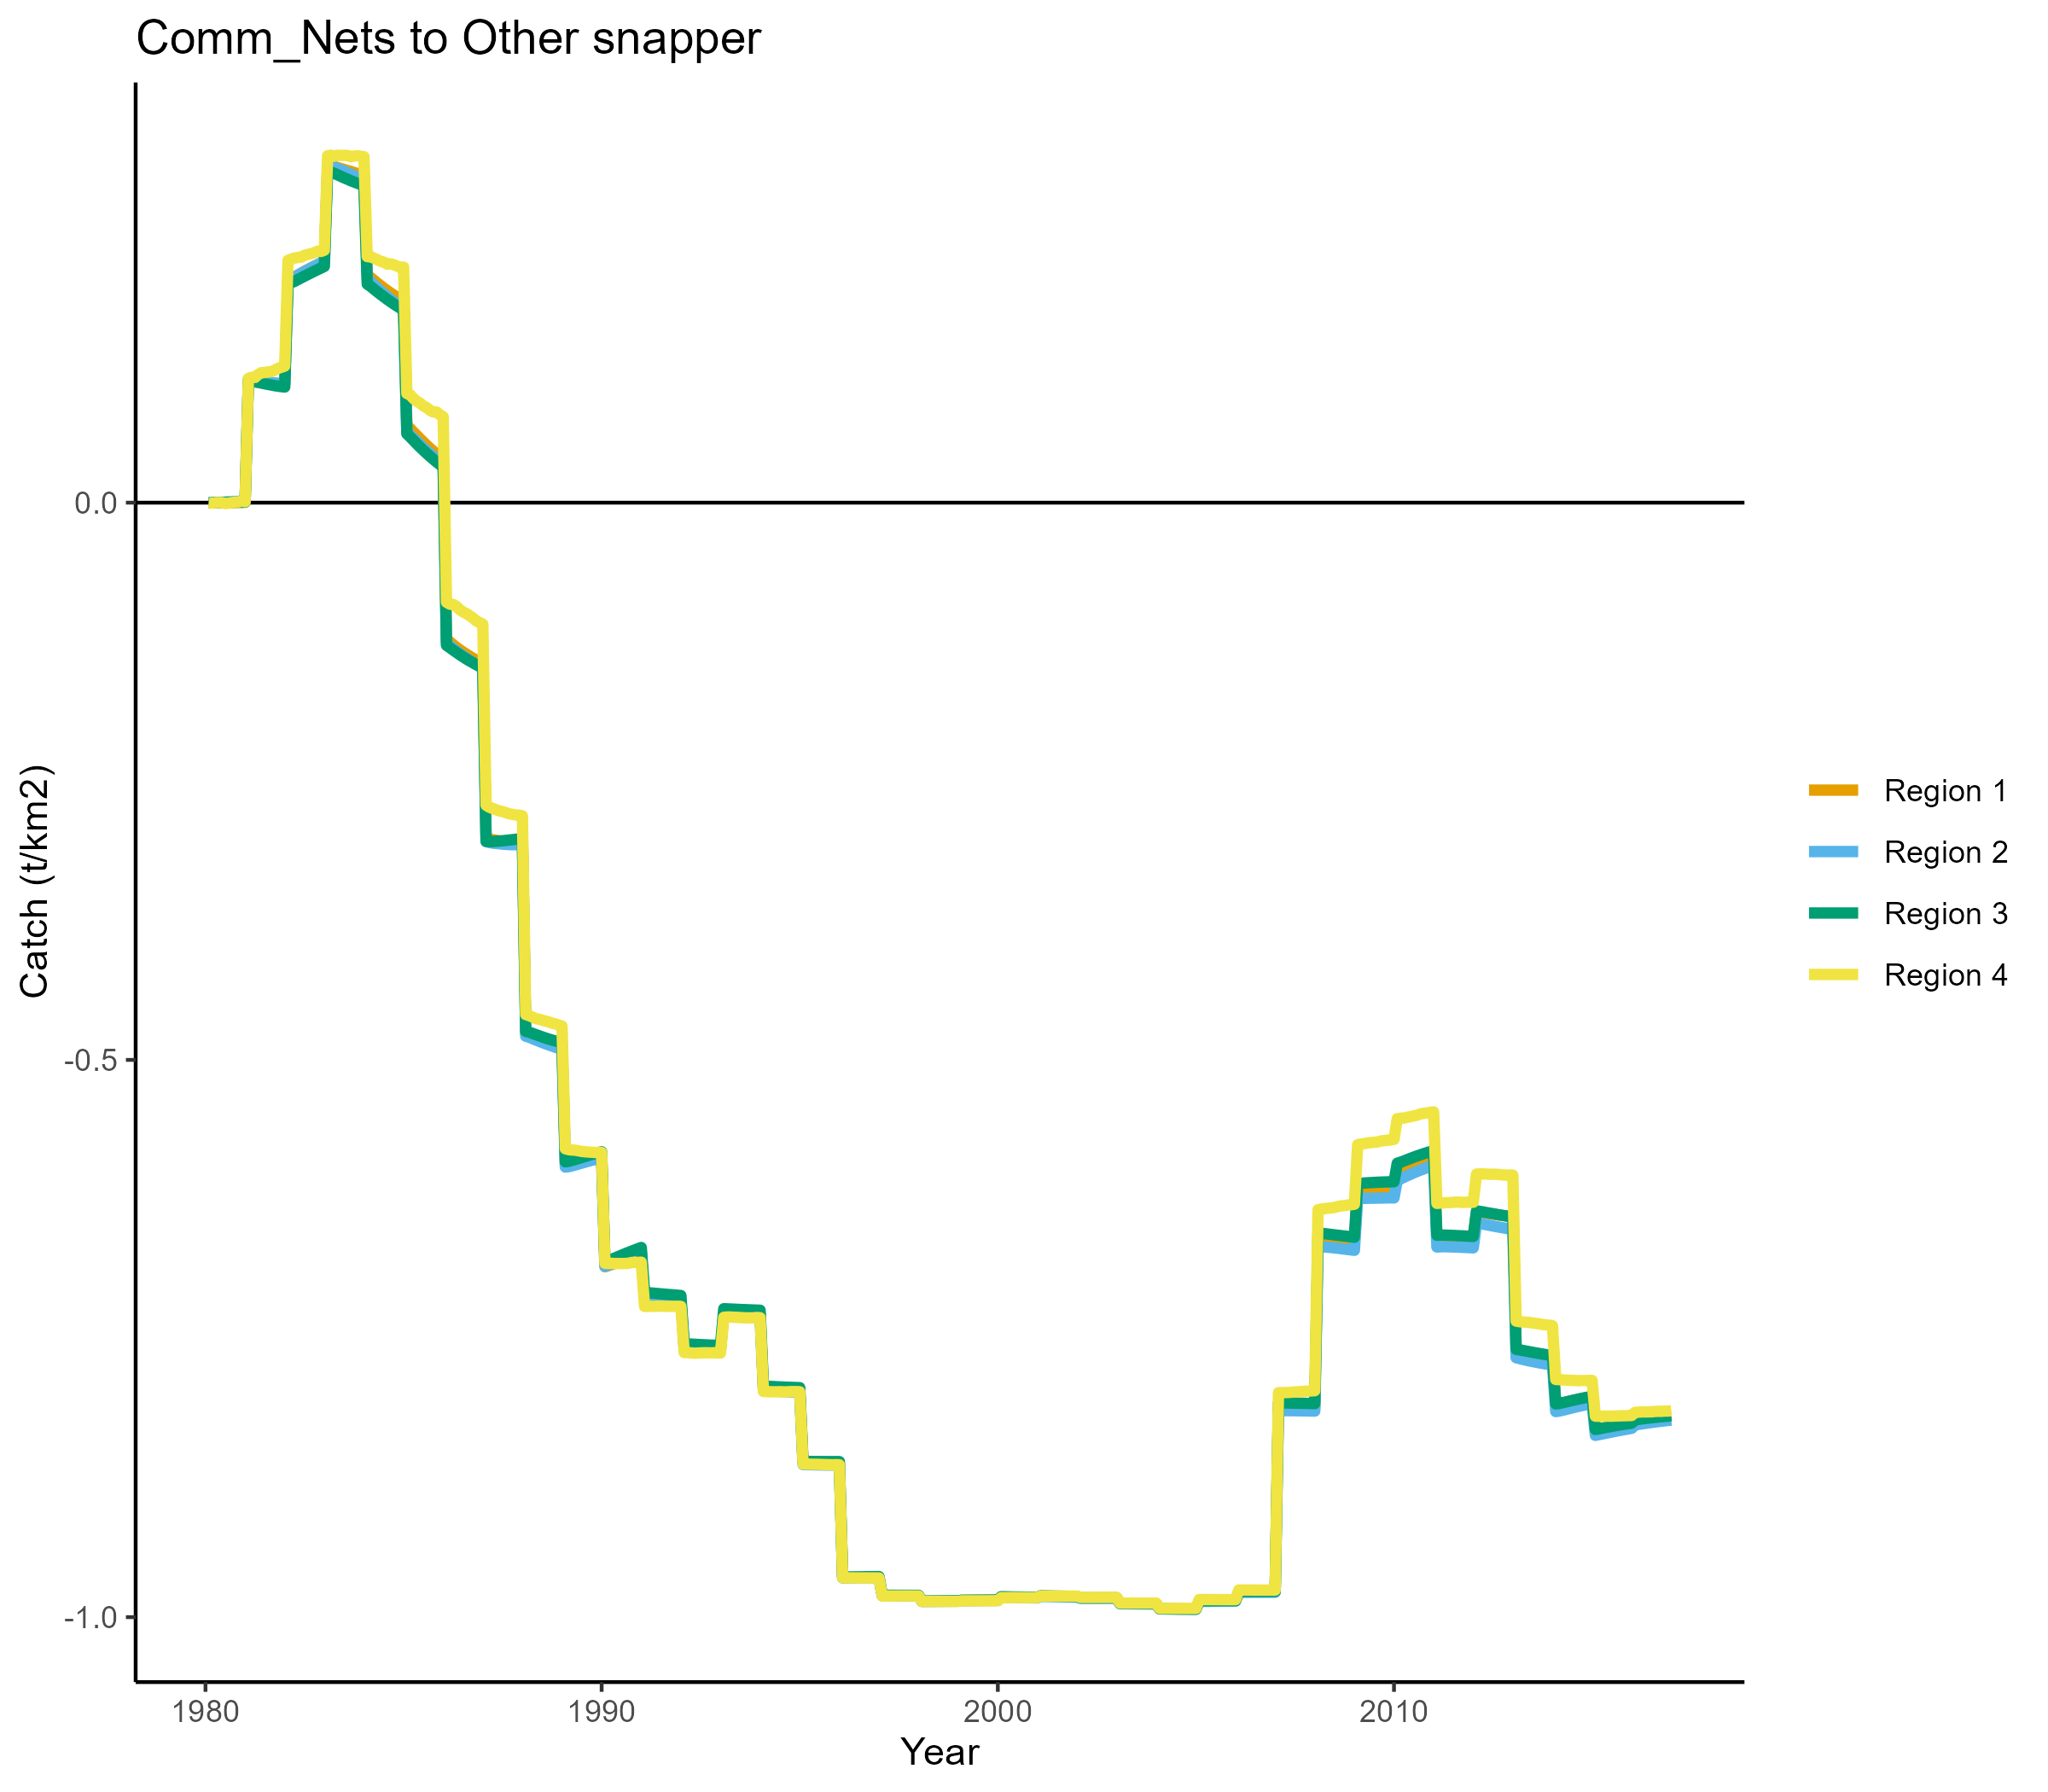 Comm_Nets to Other snapper
Catch (t/km2)
0.0
-0.5
-1.0
1980
1990
2000
2010
Year
Region 1
Region 2
Region 3
Region 4